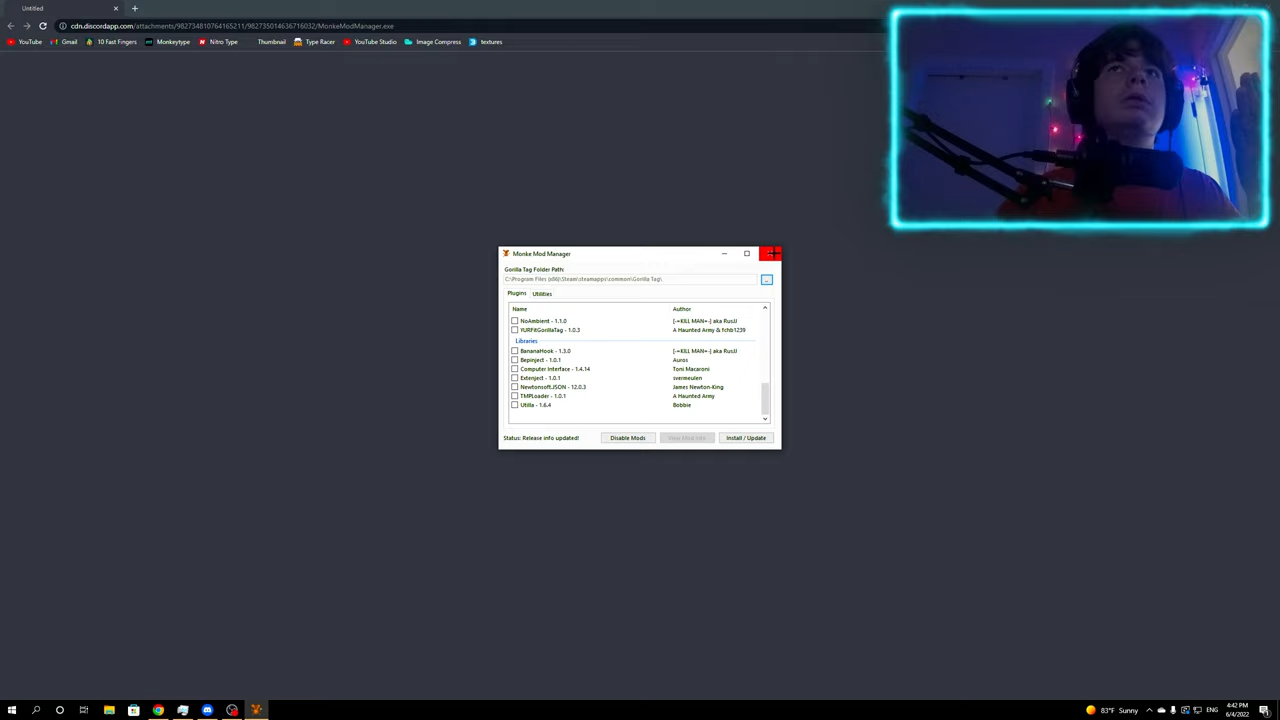 Untitled
cdn.discordapp.com/attachments/982734810764165211/982735014636716032/MonkeModManager.exe
YouTube Gmail 10 Fast Fingers Monkeytype Nitro Type Thumbnail Type Racer YouTube Studio Image Compress textures
Monke Mod Manager
Gorilla Tag Folder Path:
C:\Program Files (x86)\Steam\steamapps\common\Gorilla Tag\
..
Plugins Utilities
Name Author
NoAmbient - 1.1.0 [-=KILL MAN=-] aka RusJJ
YURFitGorillaTag - 1.0.3 A Haunted Army & fchb1239
Libraries
BananaHook - 1.3.0 [-=KILL MAN=-] aka RusJJ
Bepinject - 1.0.1 Auros
Computer Interface - 1.4.14 Toni Macaroni
Extenject - 1.0.1 svermeulen
Newtonsoft.JSON - 12.0.3 James Newton-King
TMPLoader - 1.0.1 A Haunted Army
Utilla - 1.6.4 Bobbie
Status: Release info updated! Disable Mods View Mod Info Install / Update
83°F Sunny ENG 4:42 PM
6/4/2022